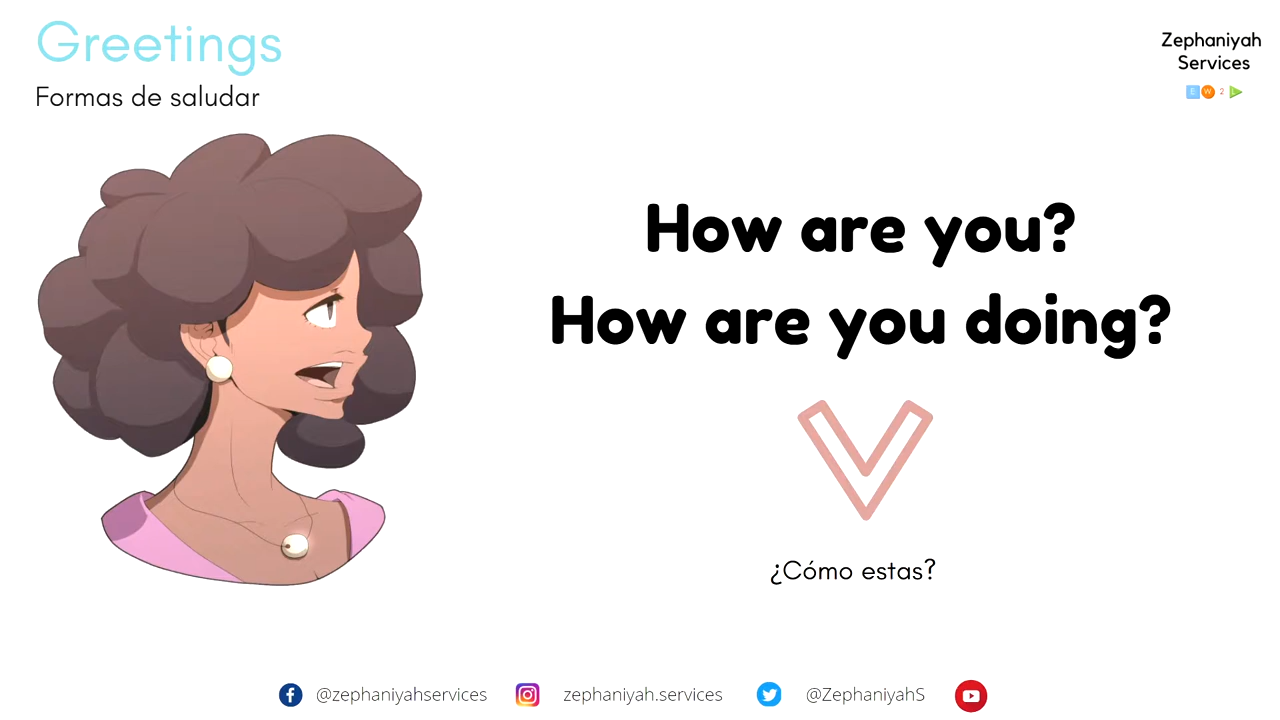 Greetings
Formas de saludar
Zephaniyah
Services
E W 2 L
How are you?
How are you doing?
¿Cómo estas?
@zephaniyahservices
zephaniyah.services
@ZephaniyahS